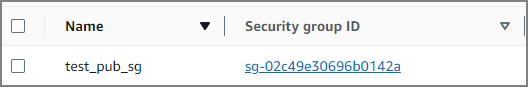 Name Security group ID
test_pub_sg sg-02c49e30696b0142a